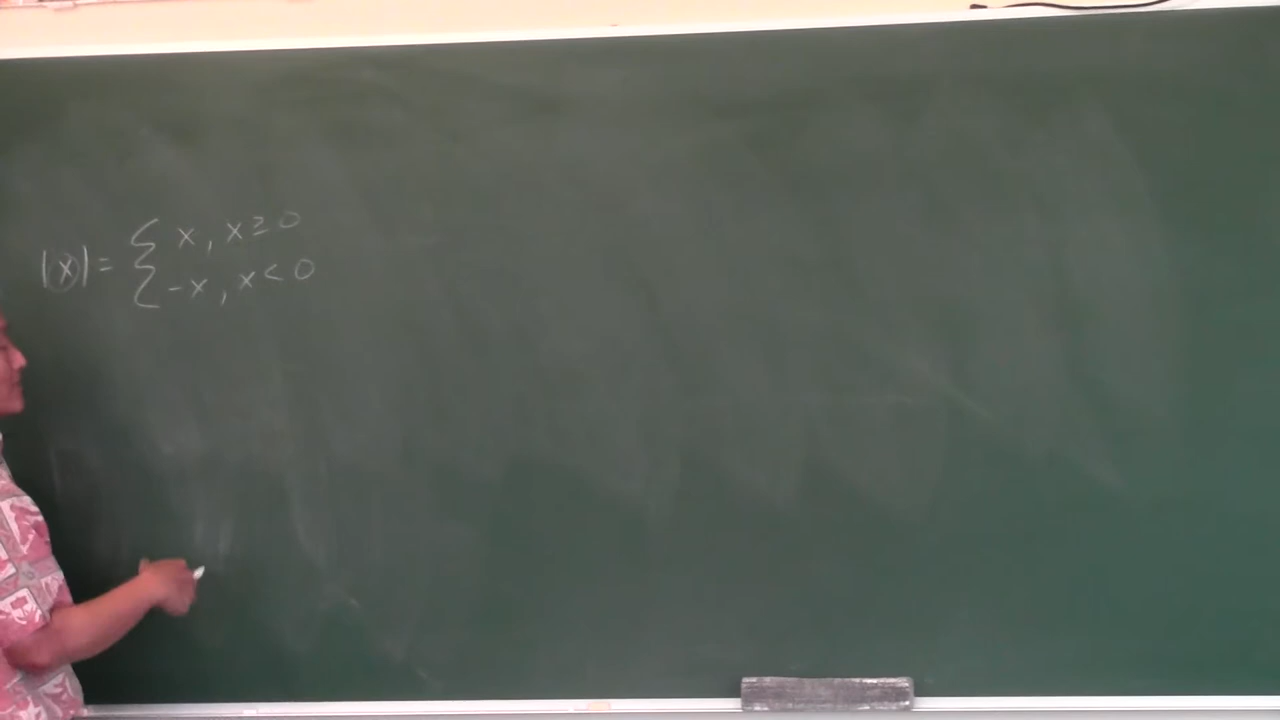 |x| = { x, x ≥ 0
-x, x < 0